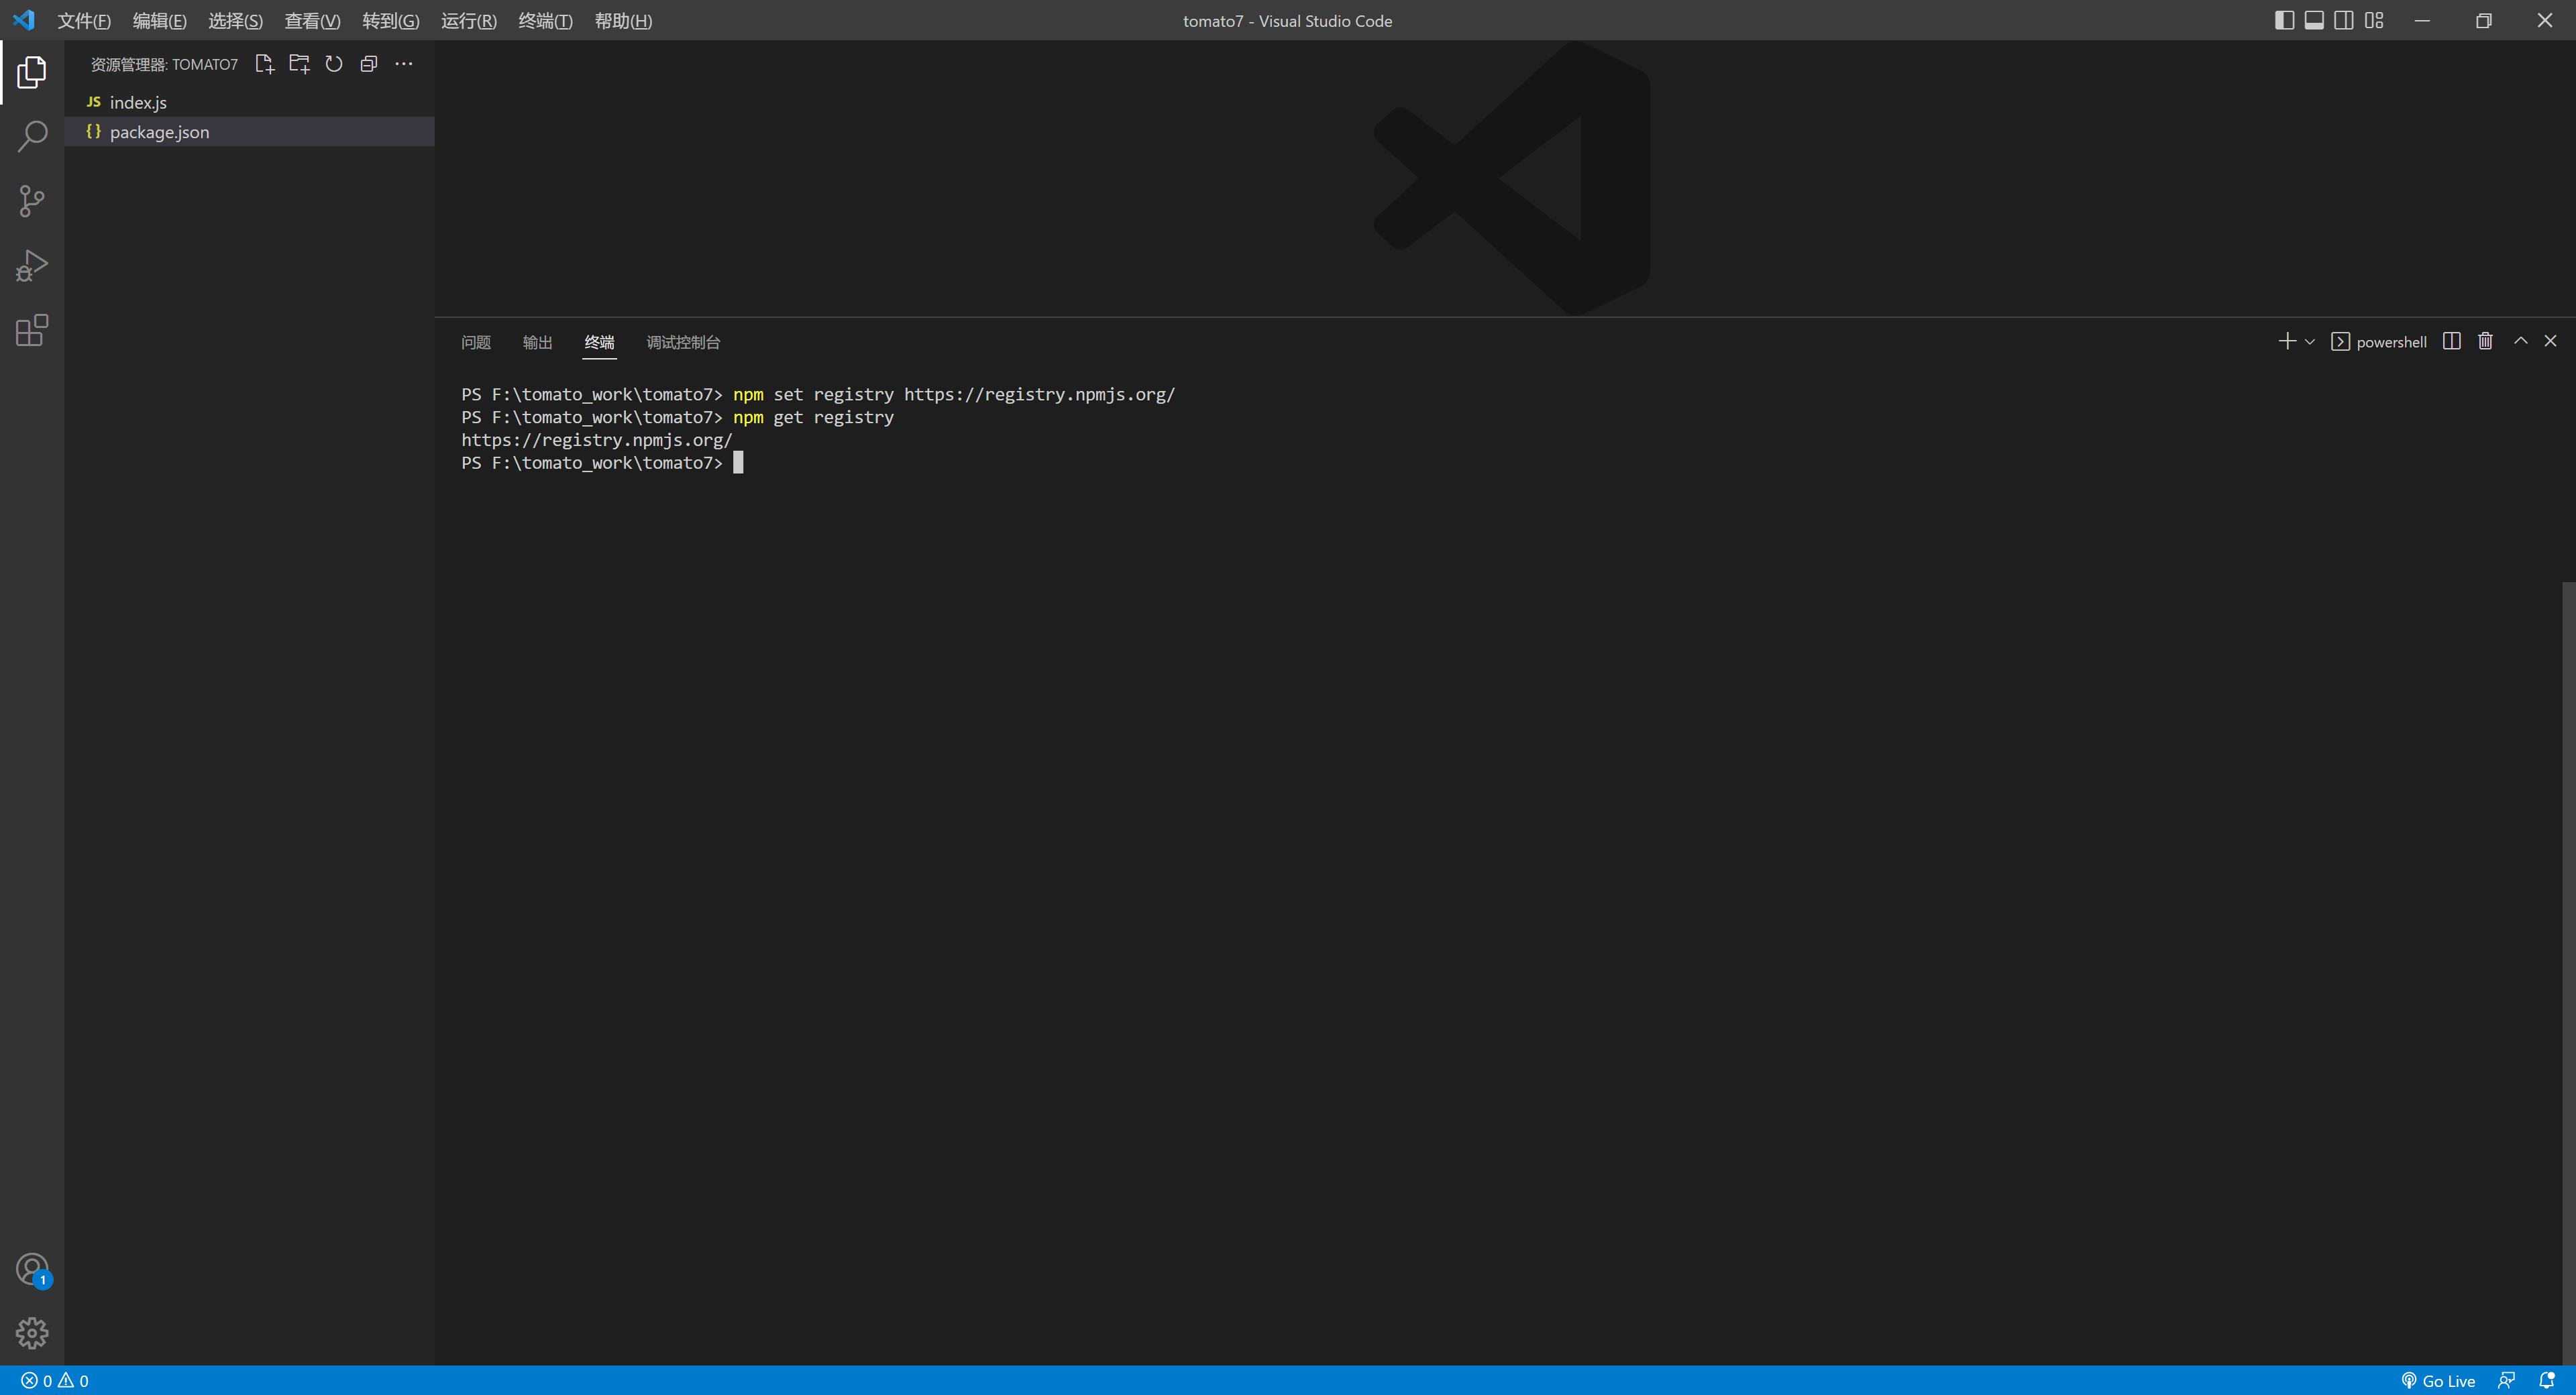 文件(F) 编辑(E) 选择(S) 查看(V) 转到(G) 运行(R) 终端(T) 帮助(H) tomato7 - Visual Studio Code
资源管理器: TOMATO7
JS index.js
{} package.json
问题 输出 终端 调试控制台 powershell
PS F:\tomato_work\tomato7> npm set registry https://registry.npmjs.org/
PS F:\tomato_work\tomato7> npm get registry
https://registry.npmjs.org/
PS F:\tomato_work\tomato7>
1
0 0 Go Live